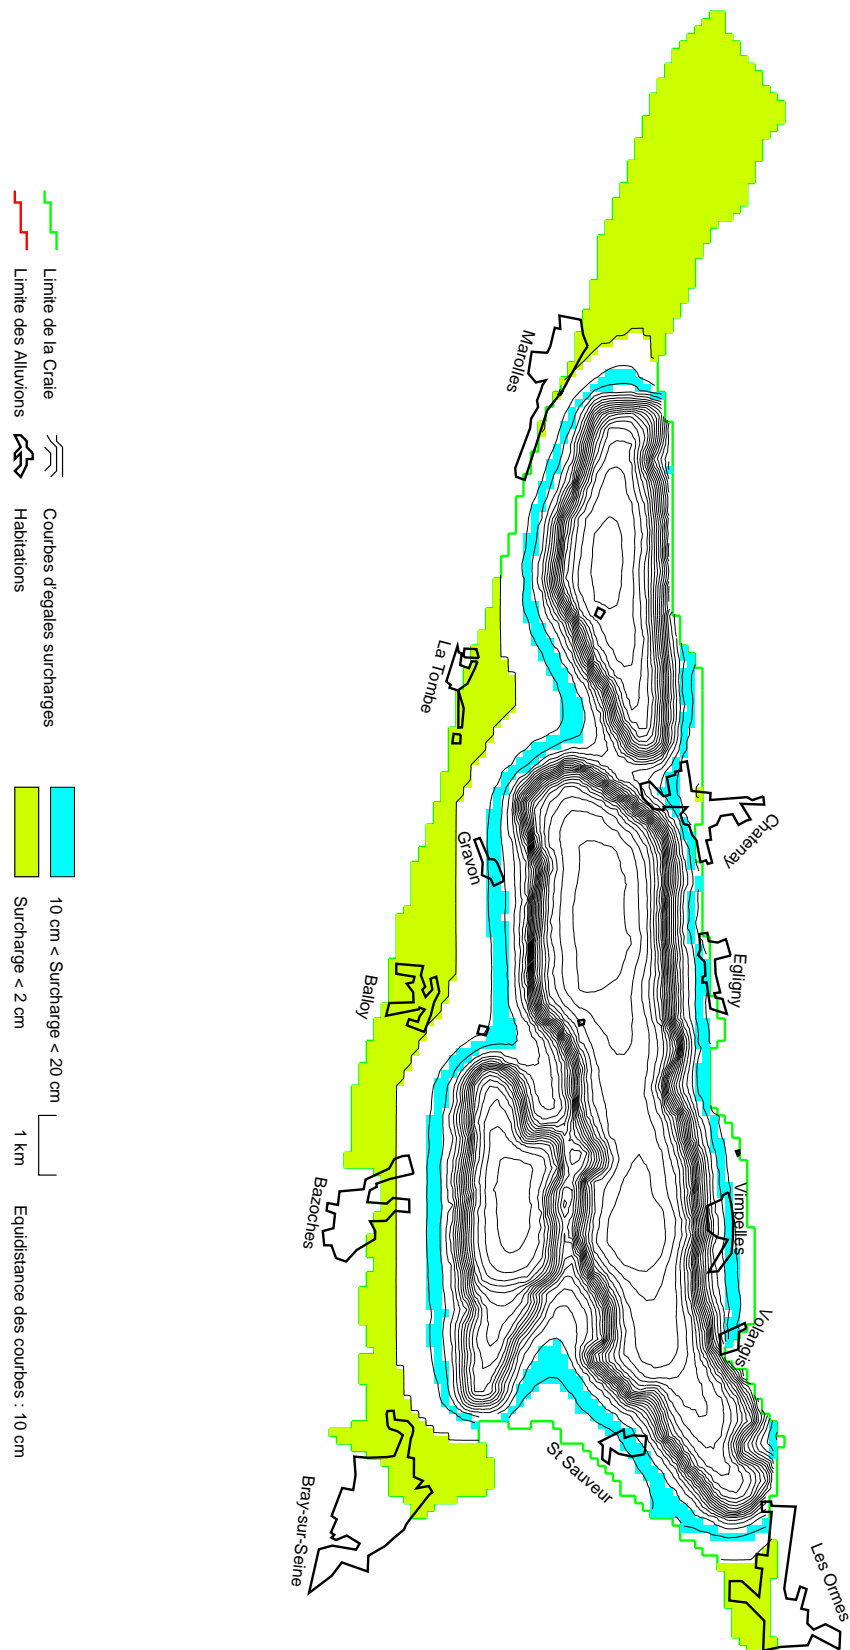 Marolles
La Tombe
Chatenay
Gravon
Egligny
Balloy
Vimpelles
Bazoches
Volangis
St Sauveur
Bray-sur-Seine
Les Ormes
Limite de la Craie
Limite des Alluvions
Courbes d'egales surcharges
Habitations
10 cm < Surcharge < 20 cm
Surcharge < 2 cm
1 km
Equidistance des courbes : 10 cm